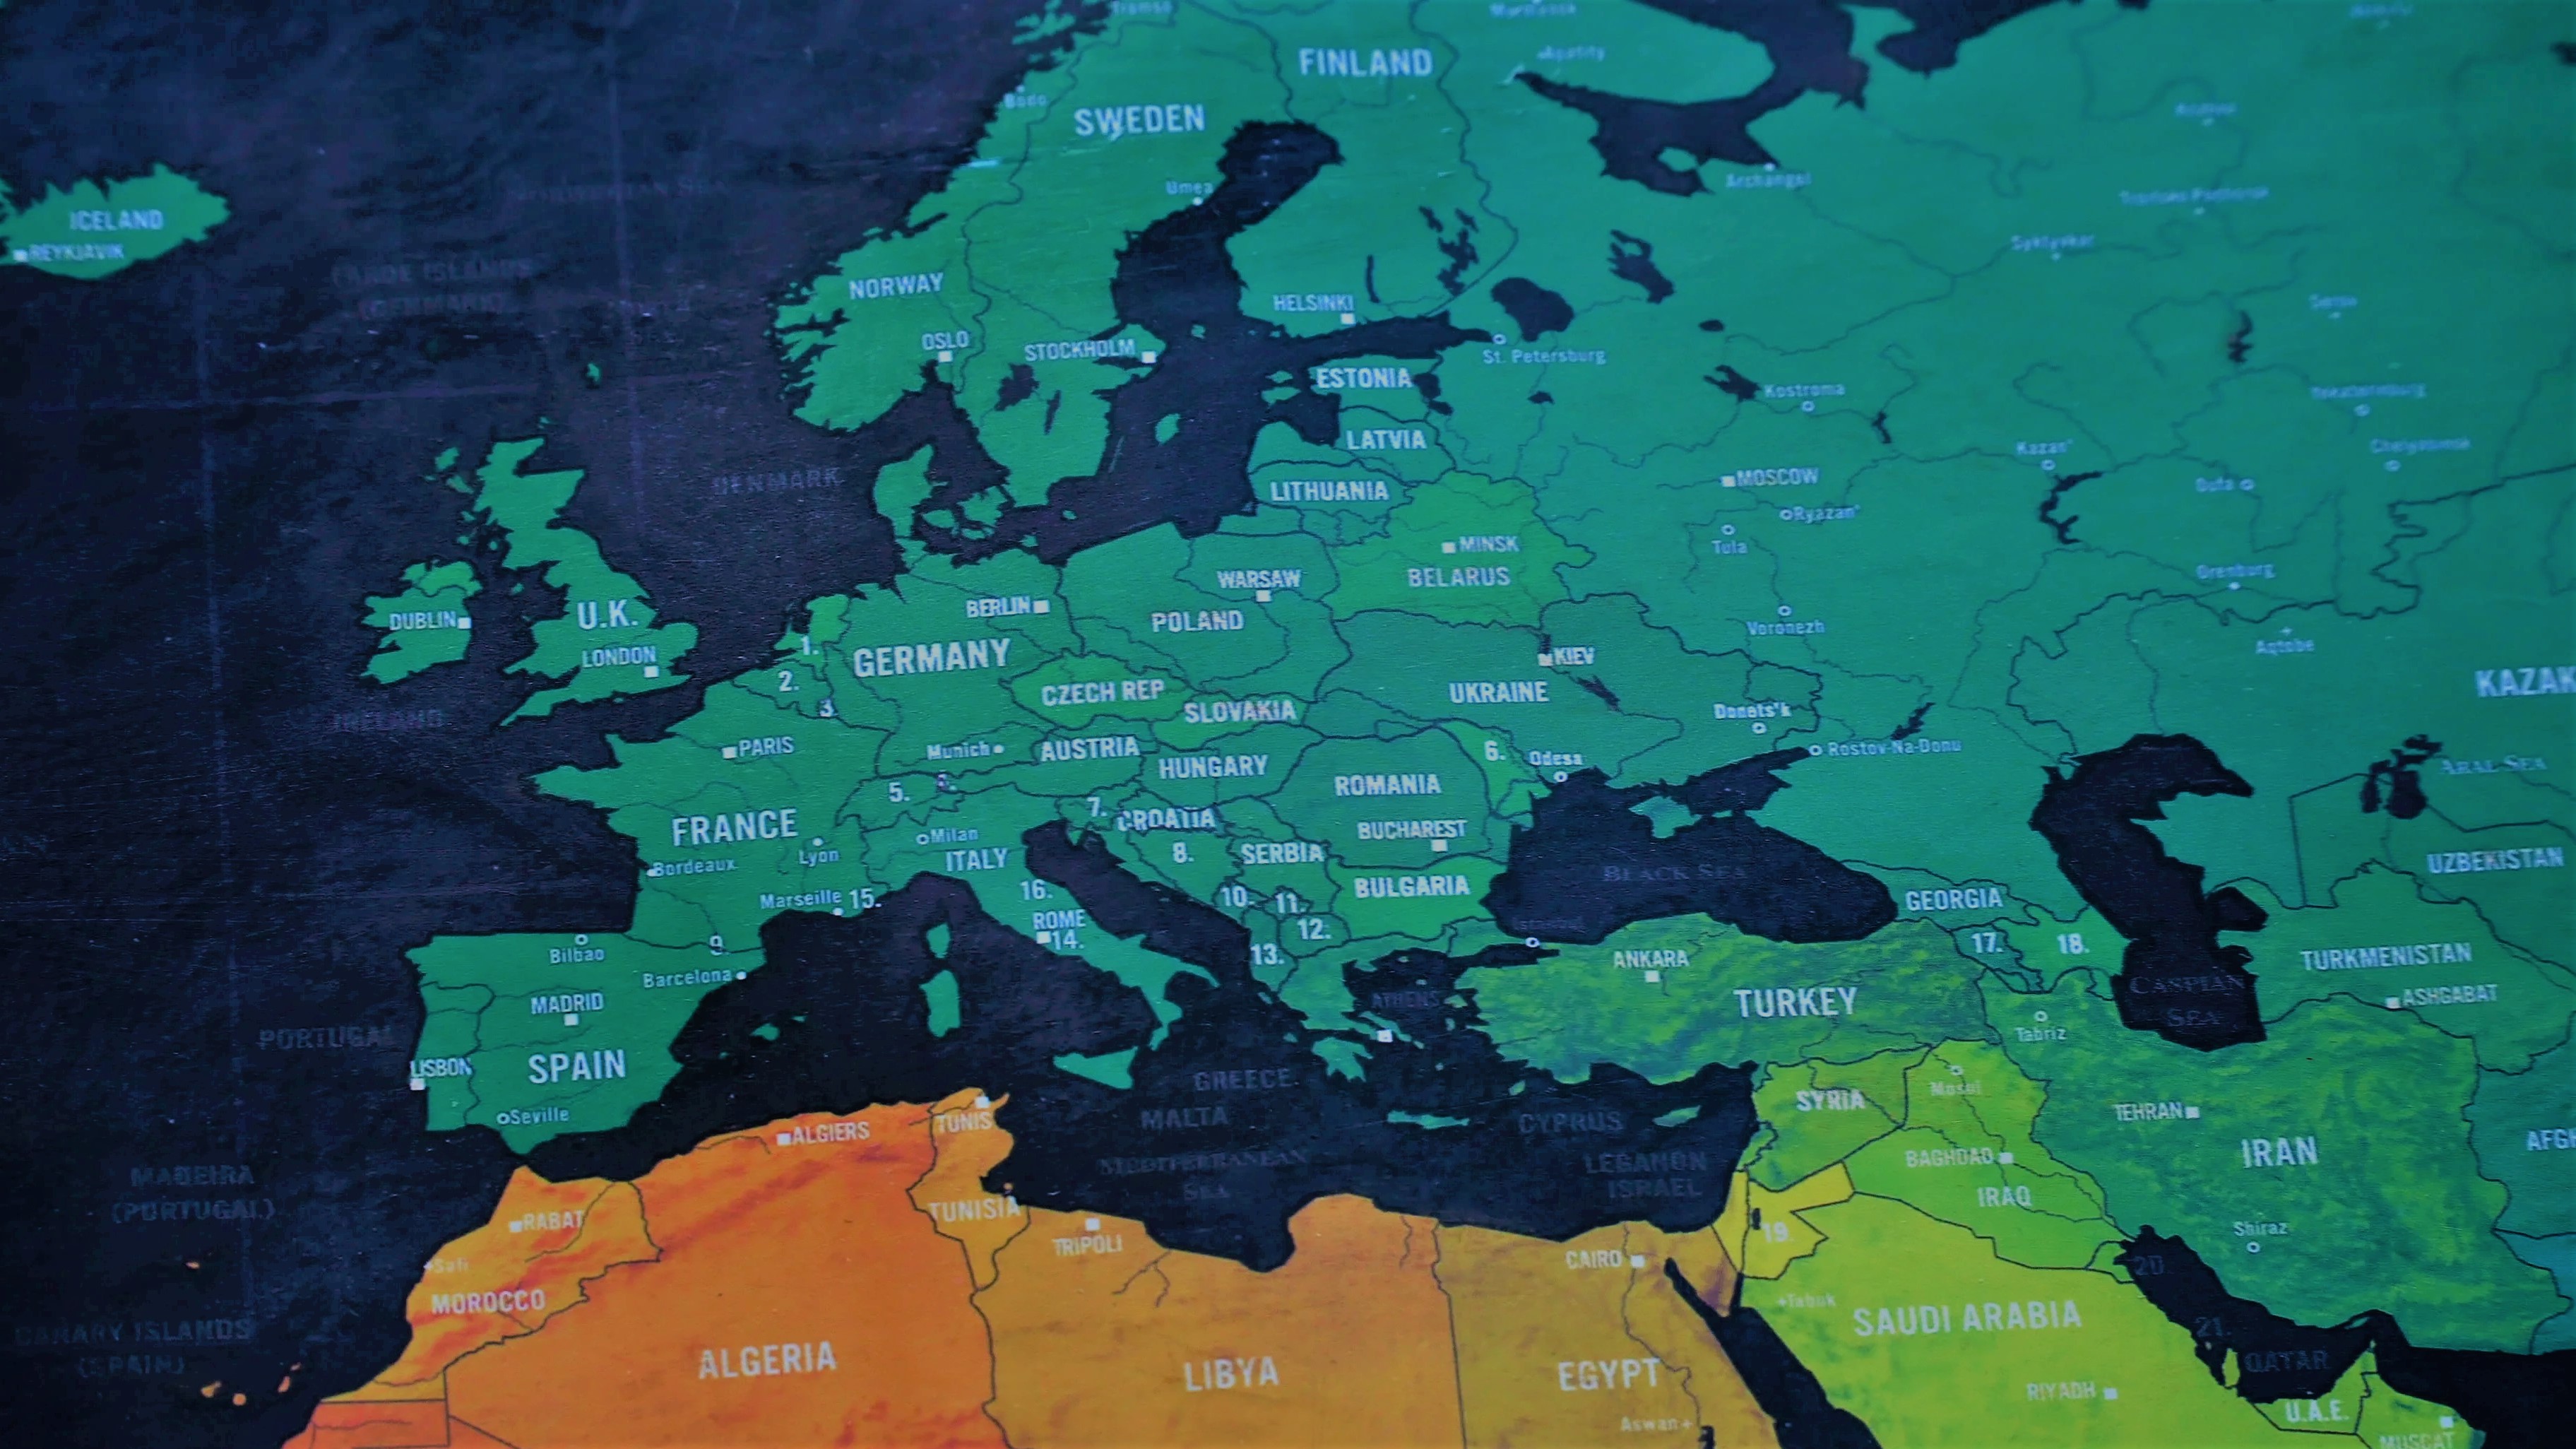 FINLAND
Apatity
SWEDEN
Umea
Archangel
ICELAND
REYKJAVIK
NORWEGIAN SEA
Syktyvkar
(DENMARK)
NORWAY
HELSINKI
OSLO
STOCKHOLM
St. Petersburg
ESTONIA
Kostroma
LATVIA
Kazan'
DENMARK
MOSCOW
LITHUANIA
Ryazan'
Tula
MINSK
BELARUS
WARSAW
Orenburg
BERLIN
DUBLIN
U.K.
POLAND
Voronezh
Aqtobe
1.
GERMANY
LONDON
KIEV
2.
CZECH REP
UKRAINE
KAZAK
3.
SLOVAKIA
Donets'k
IRELAND
PARIS
Munich
AUSTRIA
6.
Odesa
Rostov-Na-Donu
HUNGARY
ARAL SEA
5.
ROMANIA
7.
CROATIA
FRANCE
Milan
BUCHAREST
Lyon
ITALY
8.
SERBIA
UZBEKISTAN
Bordeaux
BLACK SEA
BULGARIA
16.
Marseille
15.
10.
11.
GEORGIA
ROME
14.
12.
9.
17.
18.
Bilbao
13.
ANKARA
TURKMENISTAN
Barcelona
CASPIAN
SEA
MADRID
ATHENS
TURKEY
ASHGABAT
PORTUGAL
Tabriz
LISBON
SPAIN
GREECE
Mosul
SYRIA
Seville
MALTA
CYPRUS
TEHRAN
TUNIS
ALGIERS
IRAN
AFGH
MEDITERRANEAN
SEA
LEBANON
ISRAEL
BAGHDAD
MADEIRA
(PORTUGAL)
IRAQ
TUNISIA
RABAT
TRIPOLI
19.
Shiraz
CAIRO
Safi
20.
MOROCCO
Tabuk
SAUDI ARABIA
CANARY ISLANDS
(SPAIN)
21.
ALGERIA
LIBYA
EGYPT
QATAR
RIYADH
U.A.E.
Aswan
MUSCAT